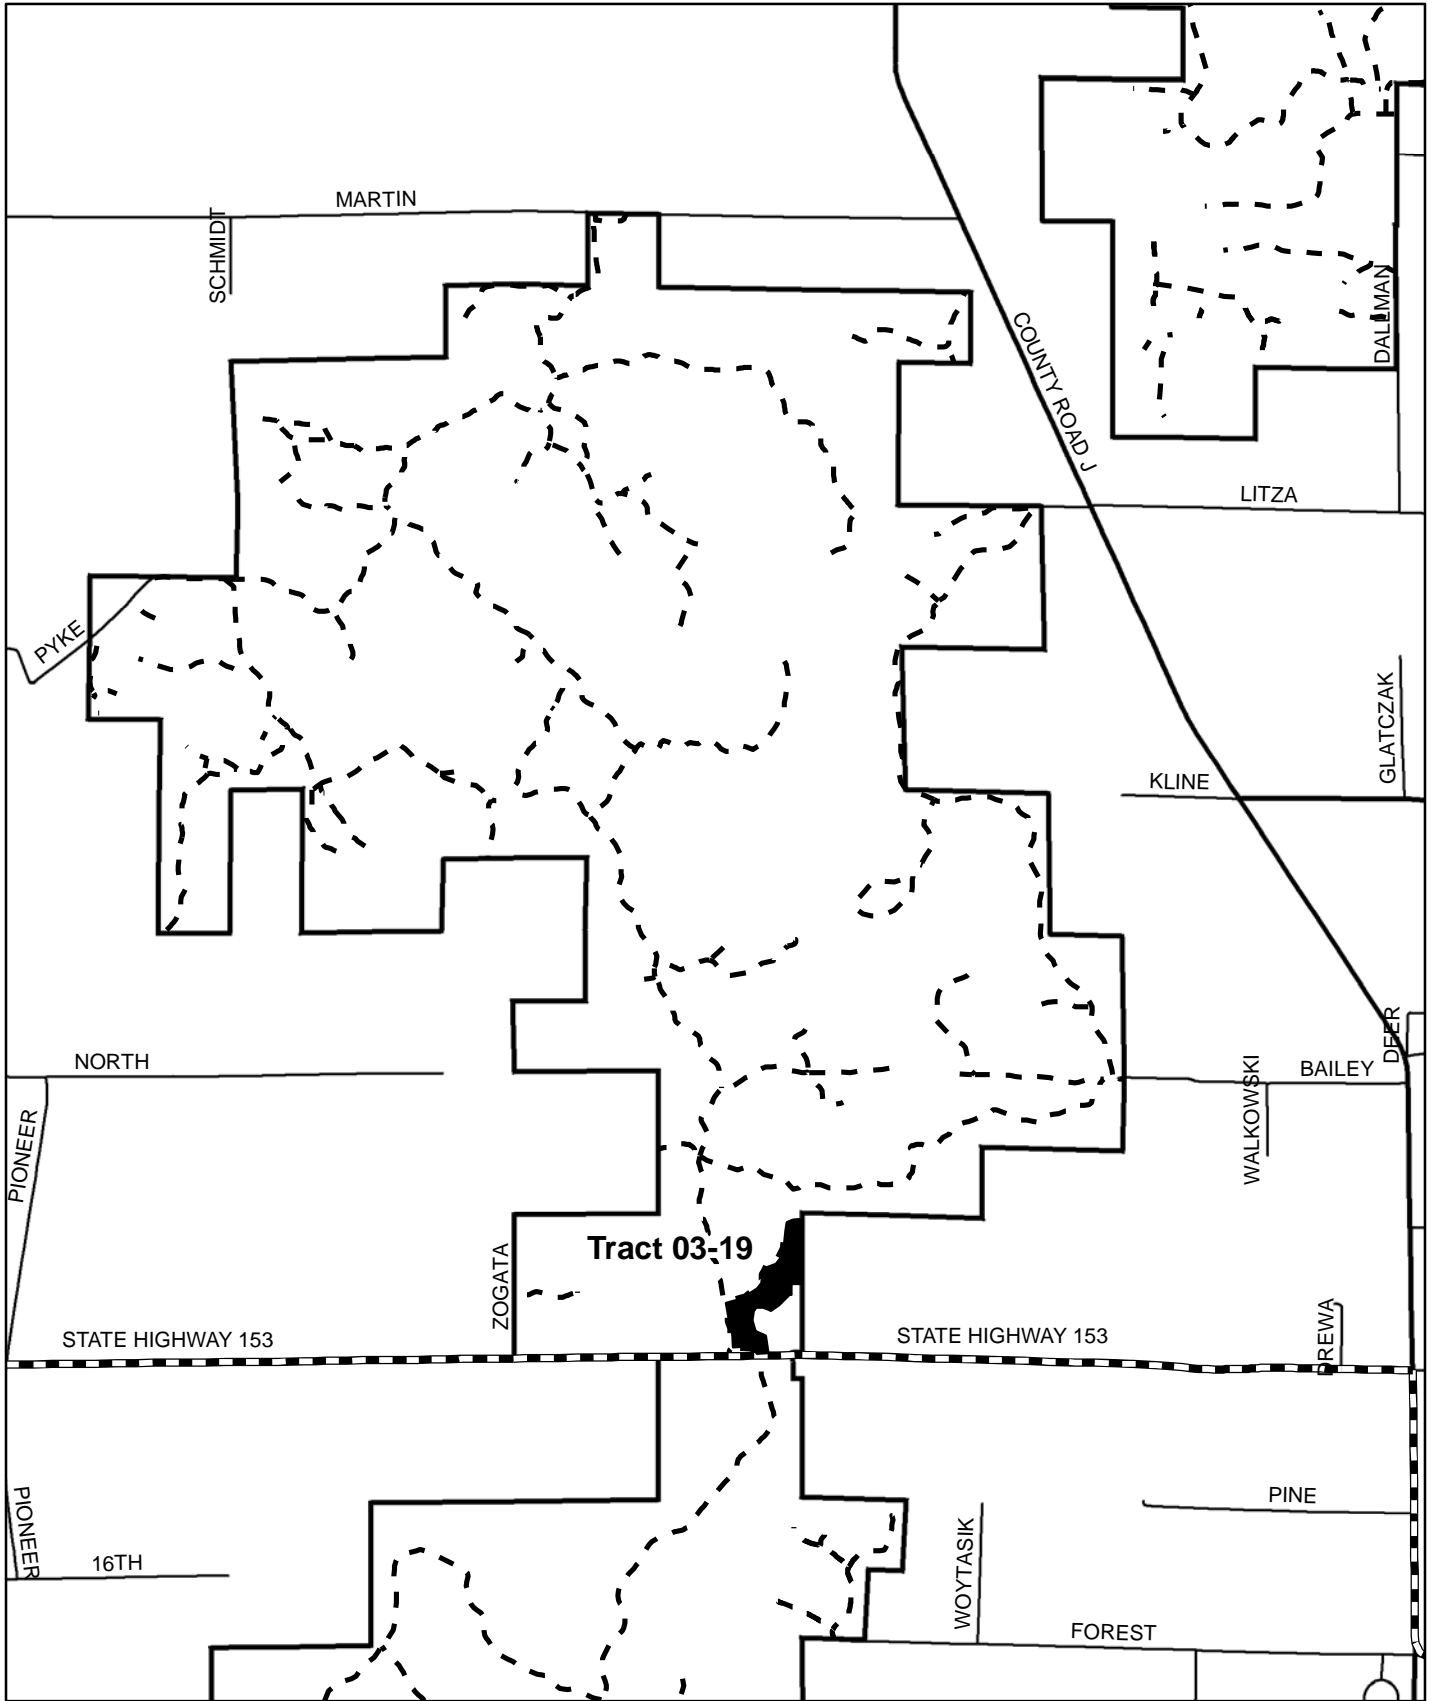 MARTIN
SCHMIDT
DALLMAN
COUNTY ROAD J
LITZA
PYKE
GLATCZAK
KLINE
DEER
NORTH
BAILEY
WALKOWSKI
PIONEER
Tract 03-19
ZOGATA
DREWA
STATE HIGHWAY 153
STATE HIGHWAY 153
PIONEER
PINE
WOYTASIK
16TH
FOREST